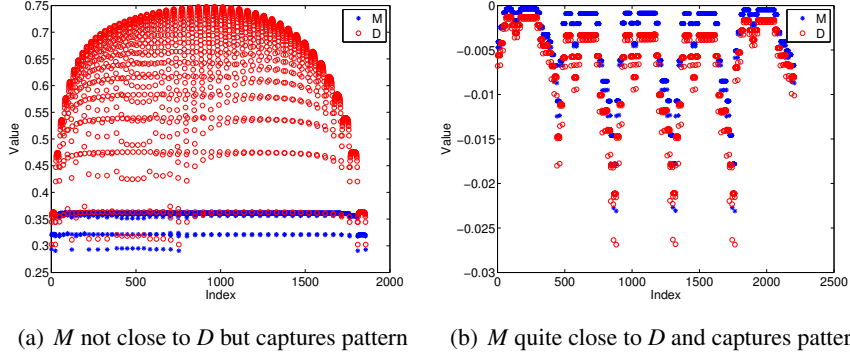 0.75
0.7
0.65
0.6
0.55
0.5
0.45
0.4
0.35
0.3
0.25
Value
0 500 1000 1500 2000
Index
M
D
(a) M not close to D but captures pattern
0
−0.005
−0.01
−0.015
−0.02
−0.025
−0.03
Value
0 500 1000 1500 2000 2500
Index
M
D
(b) M quite close to D and captures patter